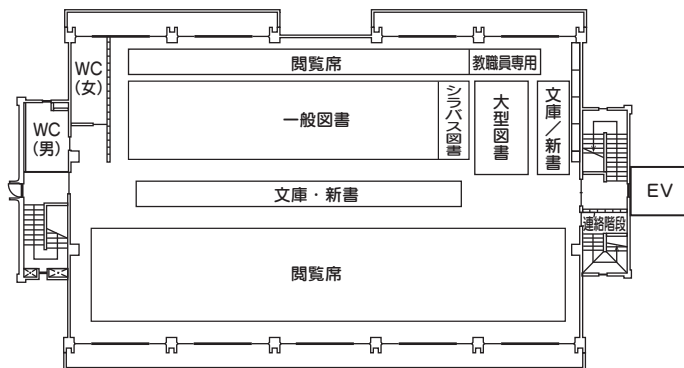 閲覧席
教職員専用
WC
(女)
一般図書
シラバス図書
大型図書
文庫/新書
WC
(男)
文庫・新書
EV
連絡階段
閲覧席